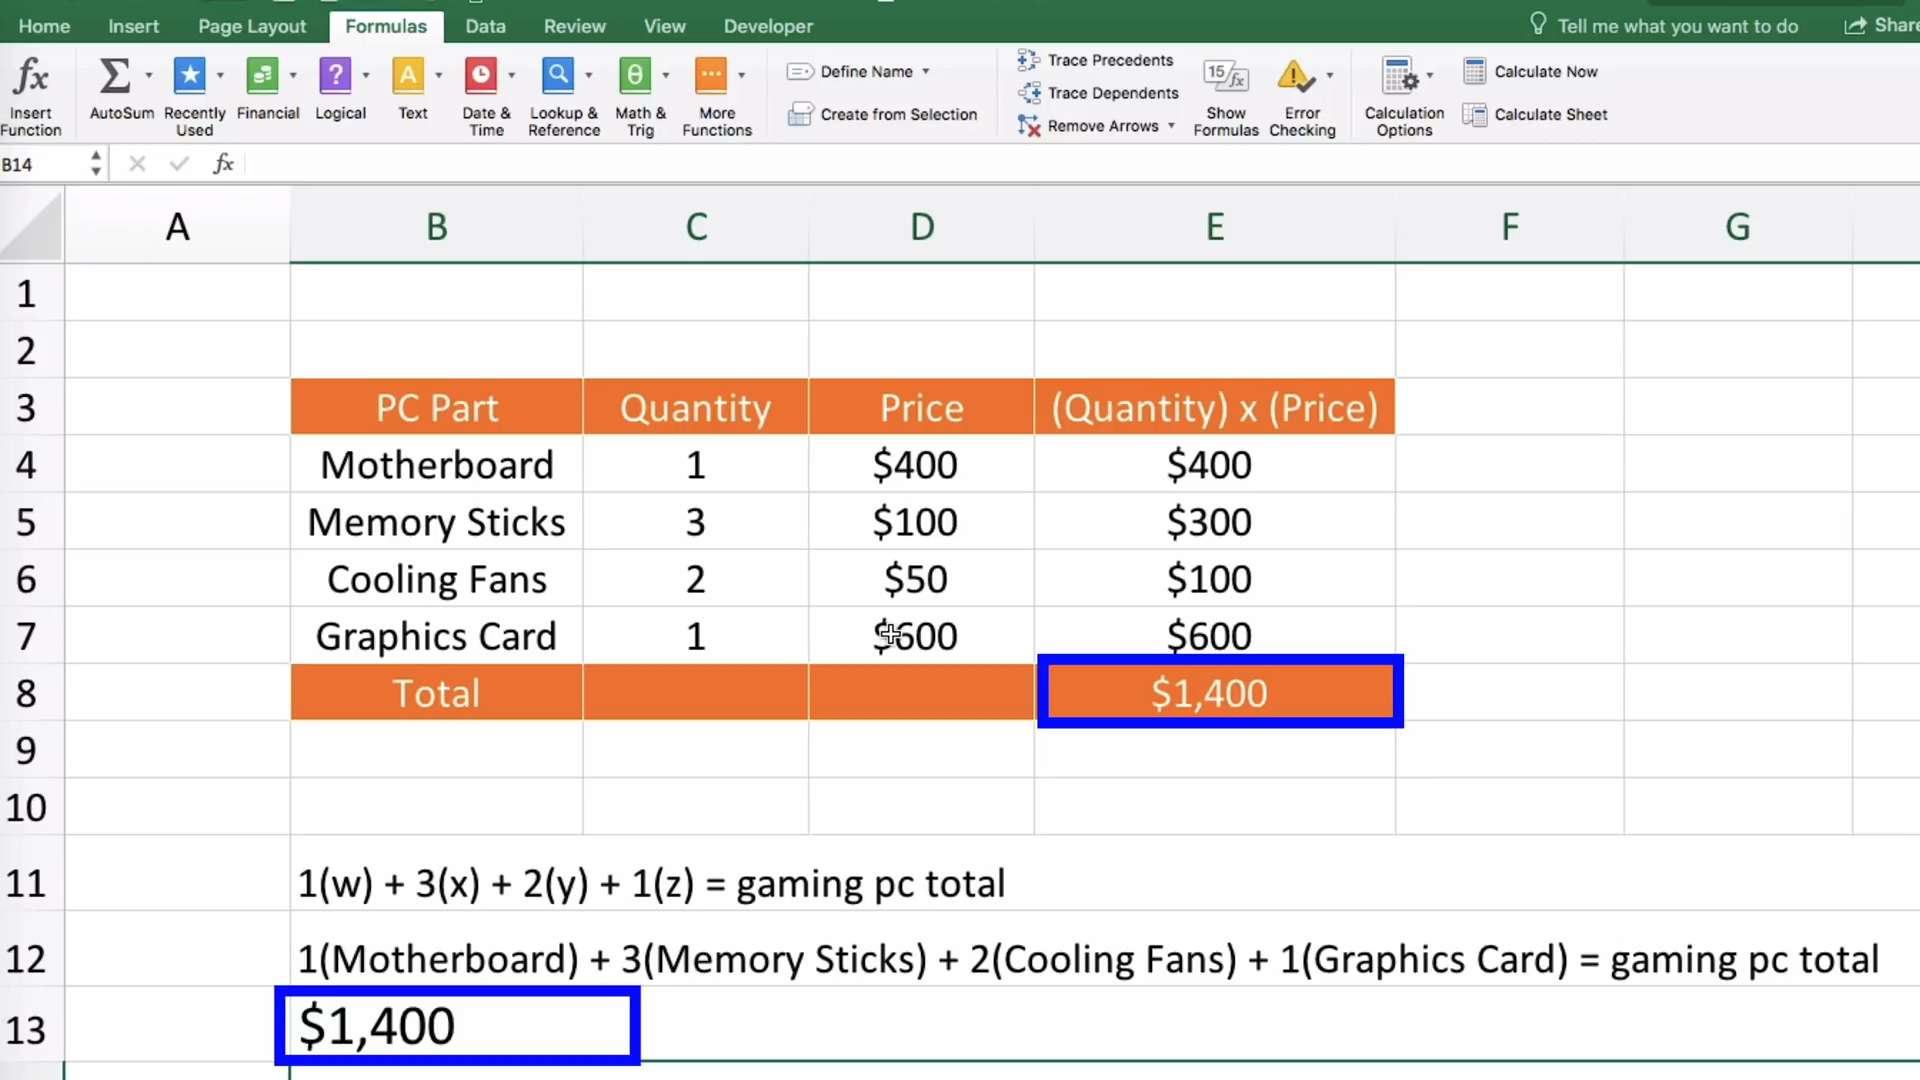 Home Insert Page Layout Formulas Data Review View Developer Tell me what you want to do Share
Insert Function AutoSum Recently Used Financial Logical Text Date & Time Lookup & Reference Math & Trig More Functions
Define Name
Create from Selection
Trace Precedents
Trace Dependents
Remove Arrows
Show Formulas Error Checking Calculation Options
Calculate Now
Calculate Sheet
B14 fx
A B C D E F G
1
2
3 PC Part Quantity Price (Quantity) x (Price)
4 Motherboard 1 $400 $400
5 Memory Sticks 3 $100 $300
6 Cooling Fans 2 $50 $100
7 Graphics Card 1 $600 $600
8 Total $1,400
9
10
11 1(w) + 3(x) + 2(y) + 1(z) = gaming pc total
12 1(Motherboard) + 3(Memory Sticks) + 2(Cooling Fans) + 1(Graphics Card) = gaming pc total
13 $1,400